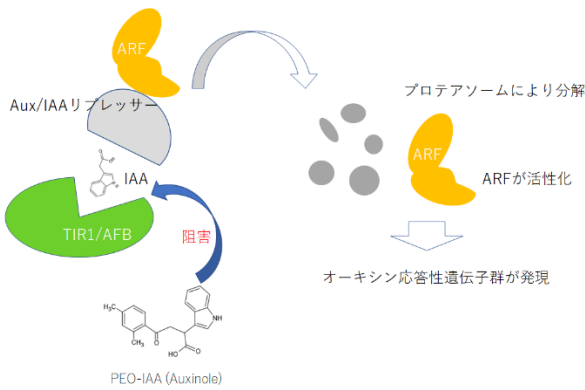 ARF
Aux/IAAリプレッサー
IAA
TIR1/AFB
阻害
CH₃
CH₃
O
HO
O
NH
PEO-IAA (Auxinole)
プロテアソームにより分解
ARF
ARFが活性化
オーキシン応答性遺伝子群が発現